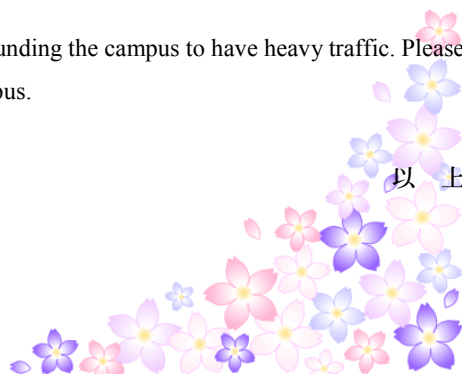 unding the campus to have heavy traffic. Please
ous.
以 上